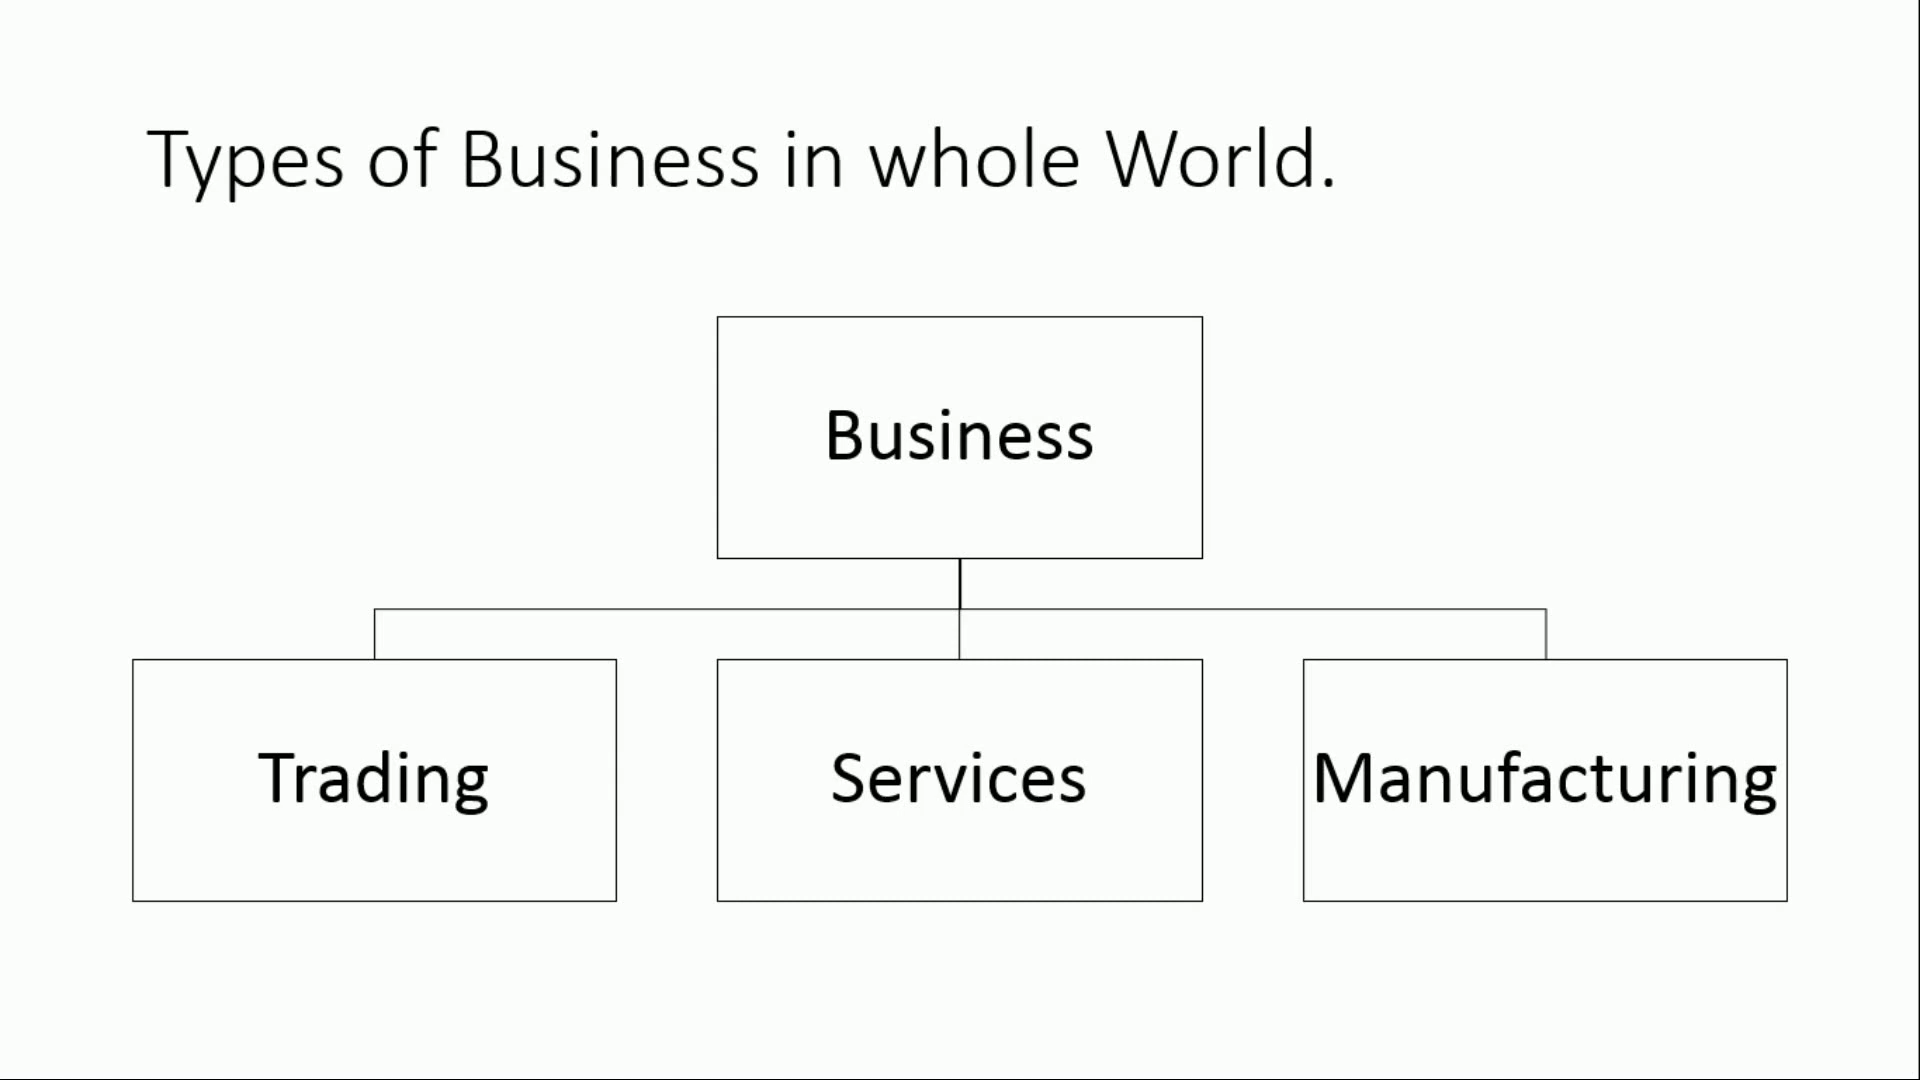 Types of Business in whole World.
Business
Trading
Services
Manufacturing